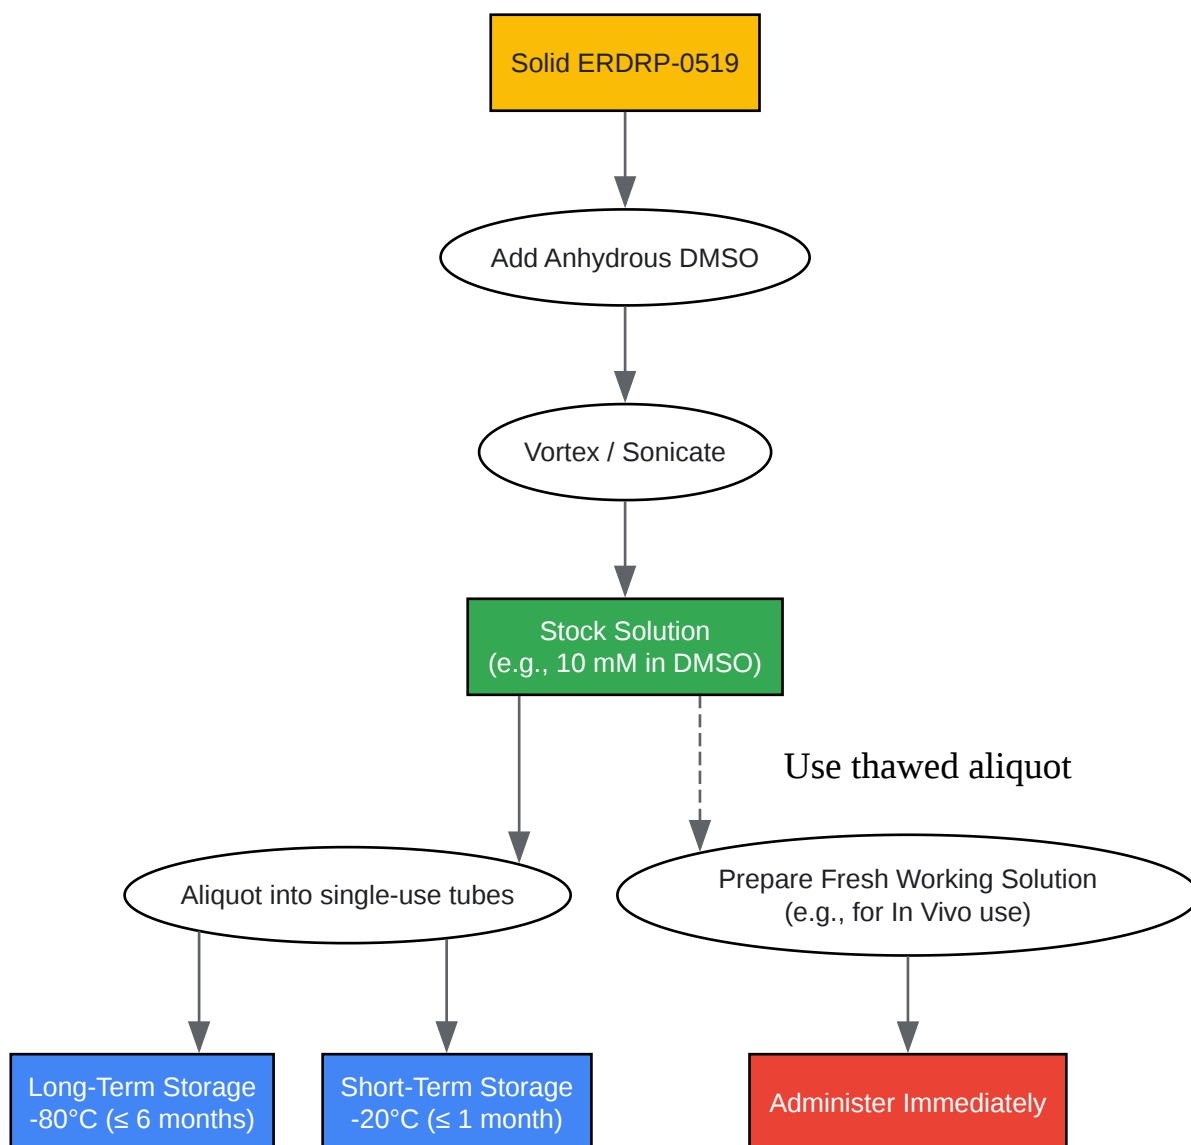 Solid ERDRP-0519
Add Anhydrous DMSO
Vortex / Sonicate
Stock Solution
(e.g., 10 mM in DMSO)
Use thawed aliquot
Aliquot into single-use tubes
Prepare Fresh Working Solution
(e.g., for In Vivo use)
Long-Term Storage
-80°C (≤ 6 months)
Short-Term Storage
-20°C (≤ 1 month)
Administer Immediately